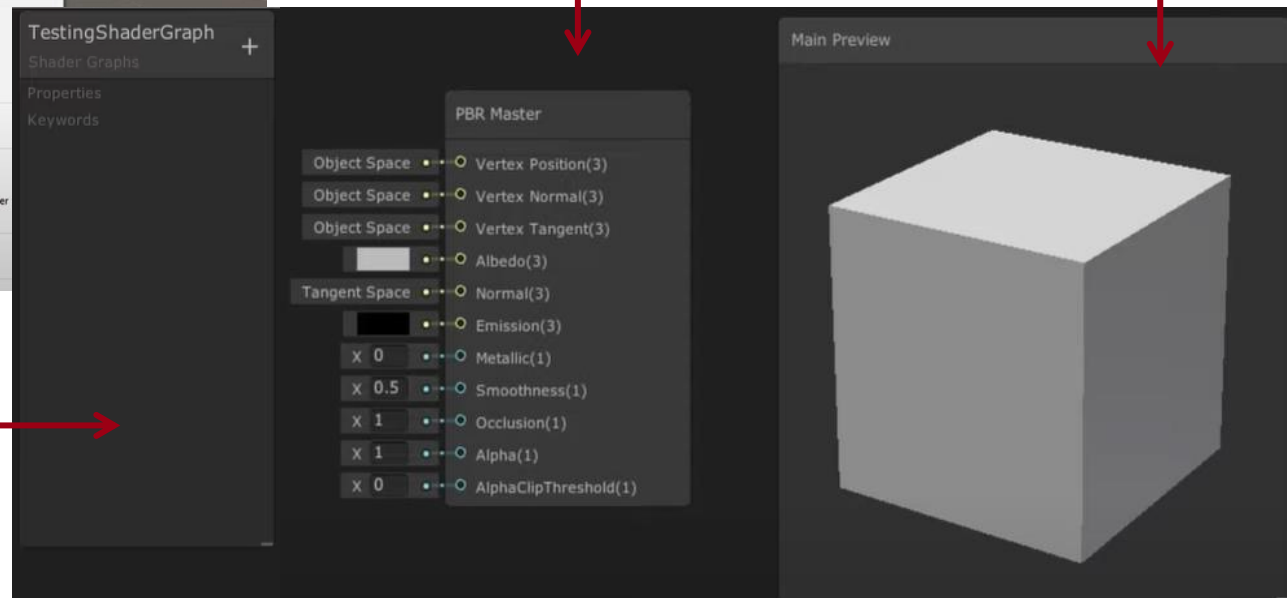 TestingShaderGraph
+
Shader Graphs
Properties
Keywords
PBR Master
Object Space Vertex Position(3)
Object Space Vertex Normal(3)
Object Space Vertex Tangent(3)
Albedo(3)
Tangent Space Normal(3)
Emission(3)
X 0 Metallic(1)
X 0.5 Smoothness(1)
X 1 Occlusion(1)
X 1 Alpha(1)
X 0 AlphaClipThreshold(1)
Main Preview